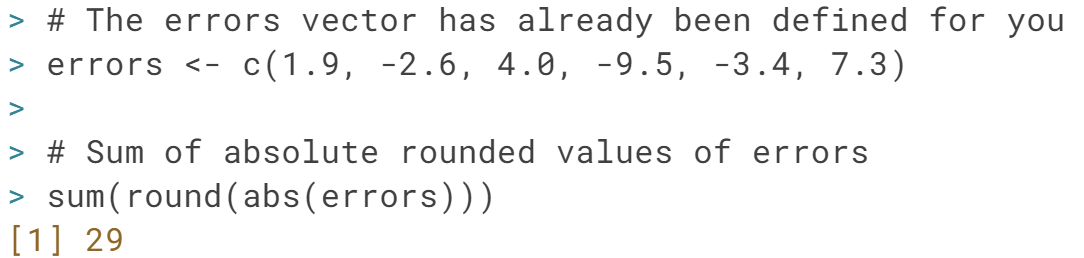 > # The errors vector has already been defined for you
> errors <- c(1.9, -2.6, 4.0, -9.5, -3.4, 7.3)
>
> # Sum of absolute rounded values of errors
> sum(round(abs(errors)))
[1] 29